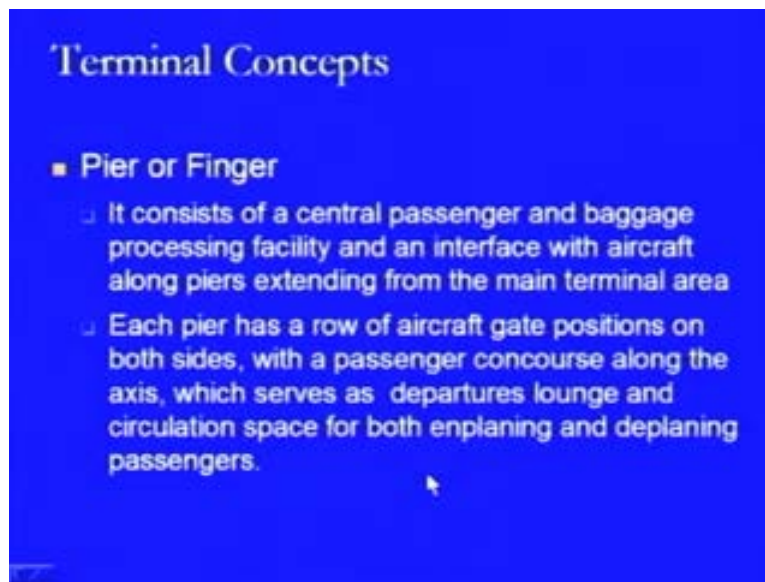 Terminal Concepts
Pier or Finger
It consists of a central passenger and baggage
processing facility and an interface with aircraft
along piers extending from the main terminal area
Each pier has a row of aircraft gate positions on
both sides, with a passenger concourse along the
axis, which serves as departures lounge and
circulation space for both enplaning and deplaning
passengers.